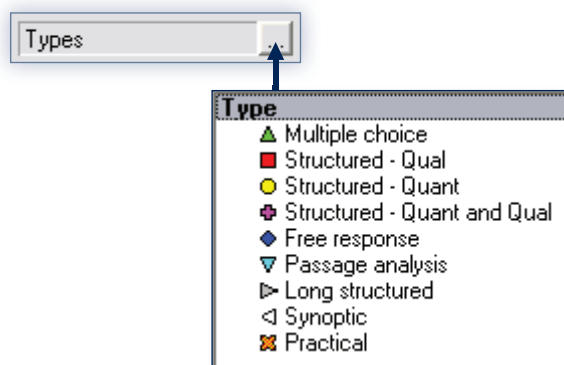 Types ...
Type
Multiple choice
Structured - Qual
Structured - Quant
Structured - Quant and Qual
Free response
Passage analysis
Long structured
Synoptic
Practical